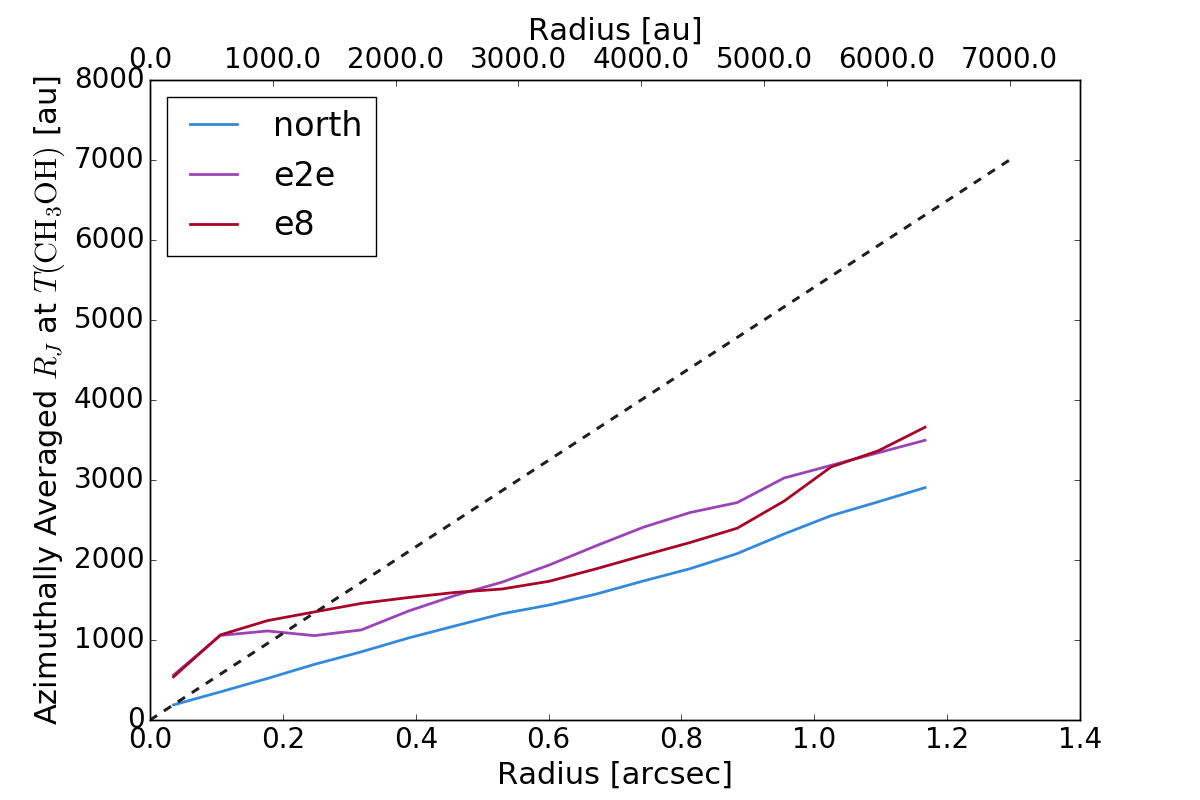 Radius [au]
0.0 1000.0 2000.0 3000.0 4000.0 5000.0 6000.0 7000.0
Azimuthally Averaged R_J at T(CH₃OH) [au]
8000
7000
6000
5000
4000
3000
2000
1000
0
north
e2e
e8
0.0 0.2 0.4 0.6 0.8 1.0 1.2 1.4
Radius [arcsec]